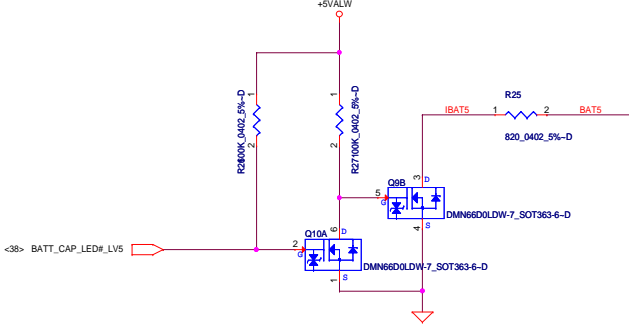 +5VALW
R25
IBAT5
1
2
BAT5
820_0402_5%~D
1
2
1
2
R27100K_0402_5%~D
Q9B
3
D
5
G
DMN66D0LDW-7_SOT363-6~D
4
S
Q10A
6
D
<38> BATT_CAP_LED#_LV5
2
G
DMN66D0LDW-7_SOT363-6~D
1
S